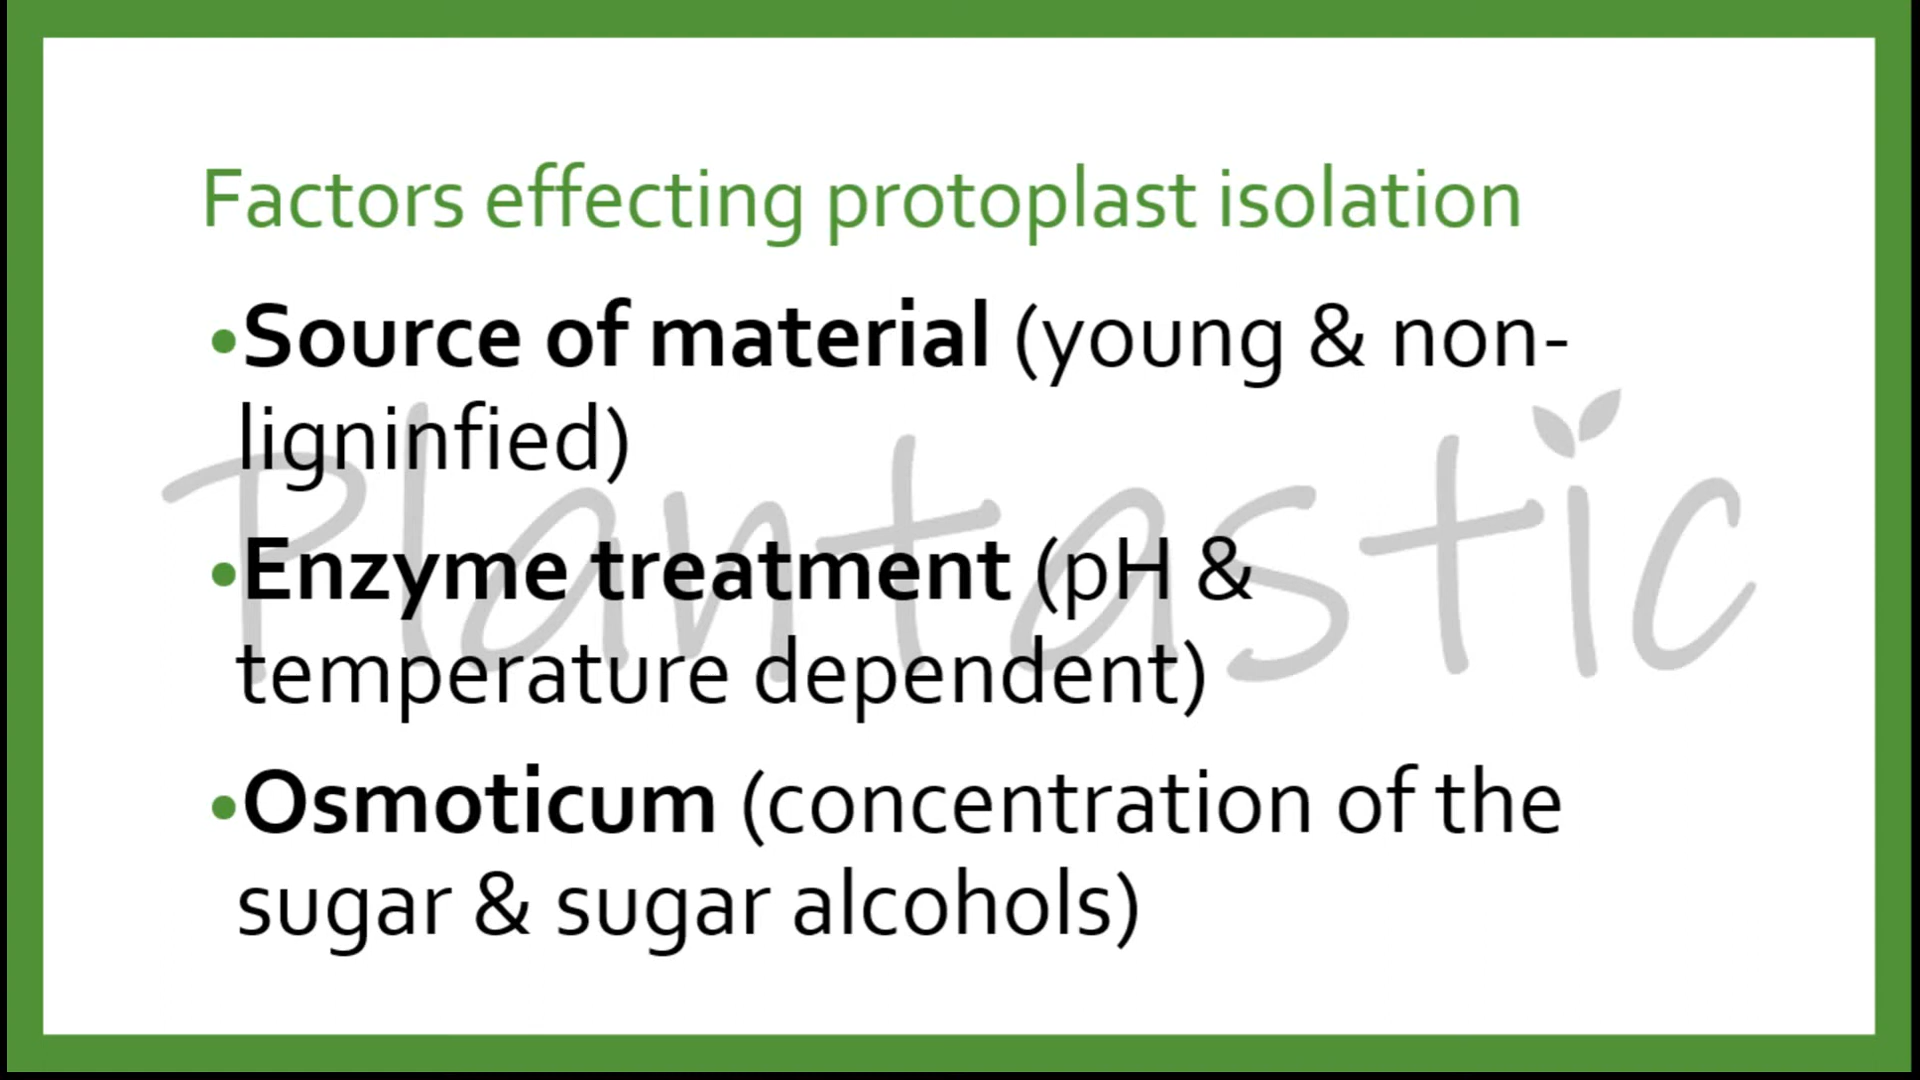 Factors effecting protoplast isolation
•Source of material (young & non-
ligninfied)
Plantastic
•Enzyme treatment (pH &
temperature dependent)
•Osmoticum (concentration of the
sugar & sugar alcohols)